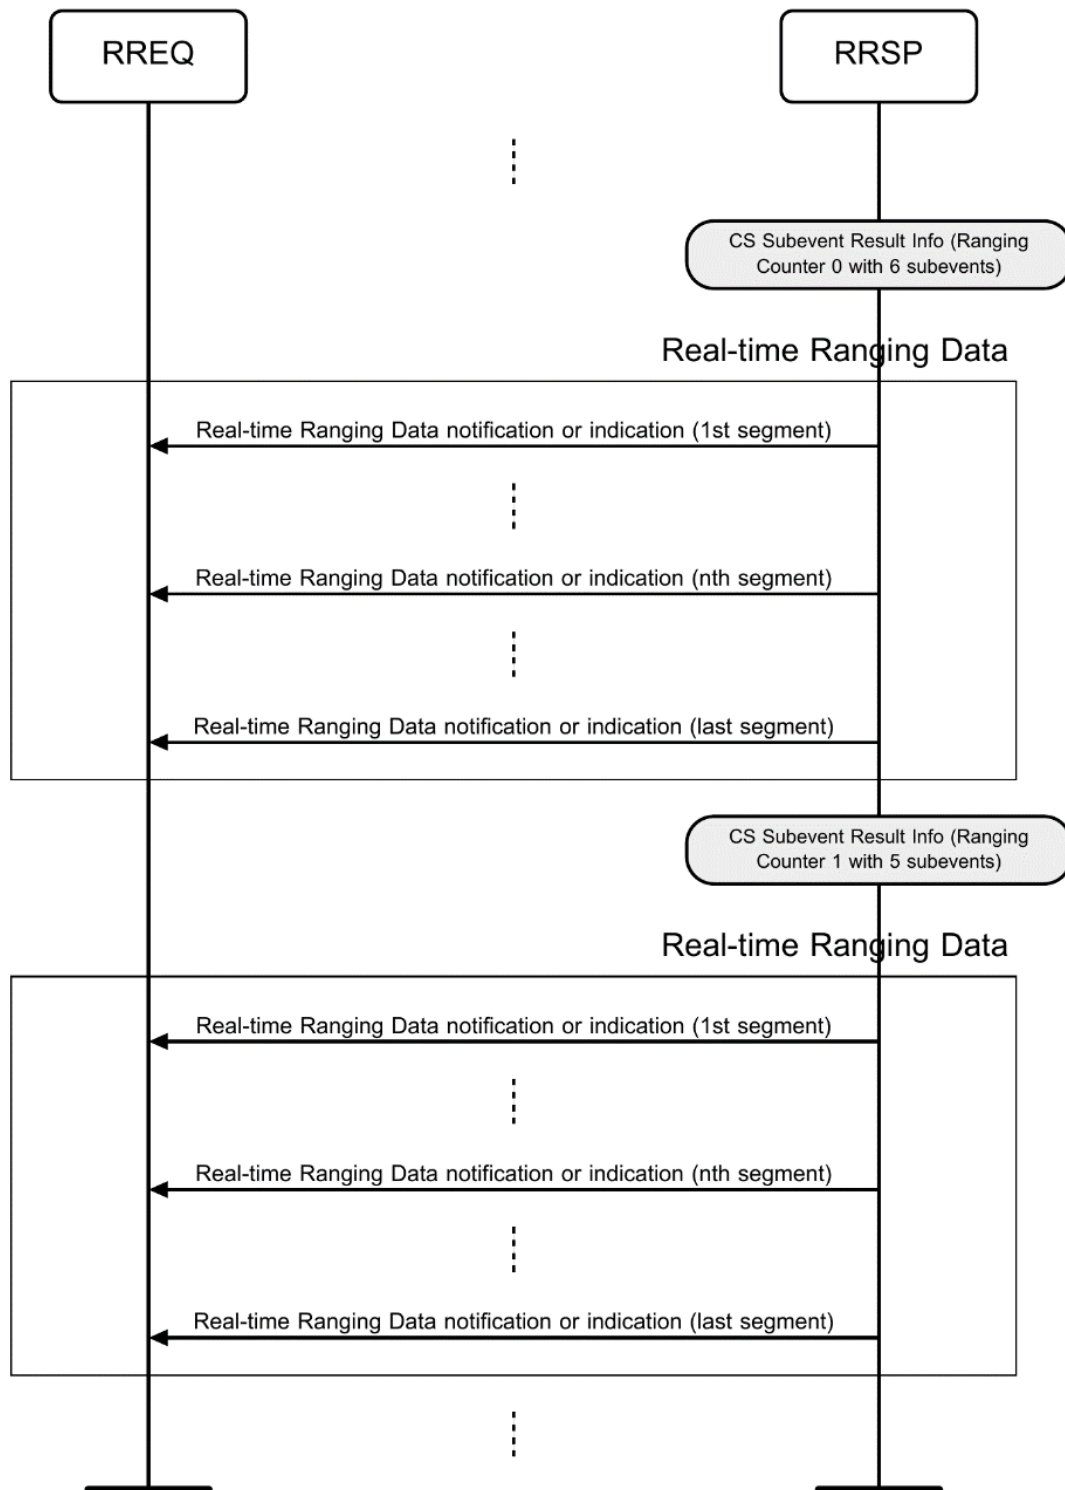 RREQ
RRSP
CS Subevent Result Info (Ranging
Counter 0 with 6 subevents)
Real-time Ranging Data
Real-time Ranging Data notification or indication (1st segment)
Real-time Ranging Data notification or indication (nth segment)
Real-time Ranging Data notification or indication (last segment)
CS Subevent Result Info (Ranging
Counter 1 with 5 subevents)
Real-time Ranging Data
Real-time Ranging Data notification or indication (1st segment)
Real-time Ranging Data notification or indication (nth segment)
Real-time Ranging Data notification or indication (last segment)